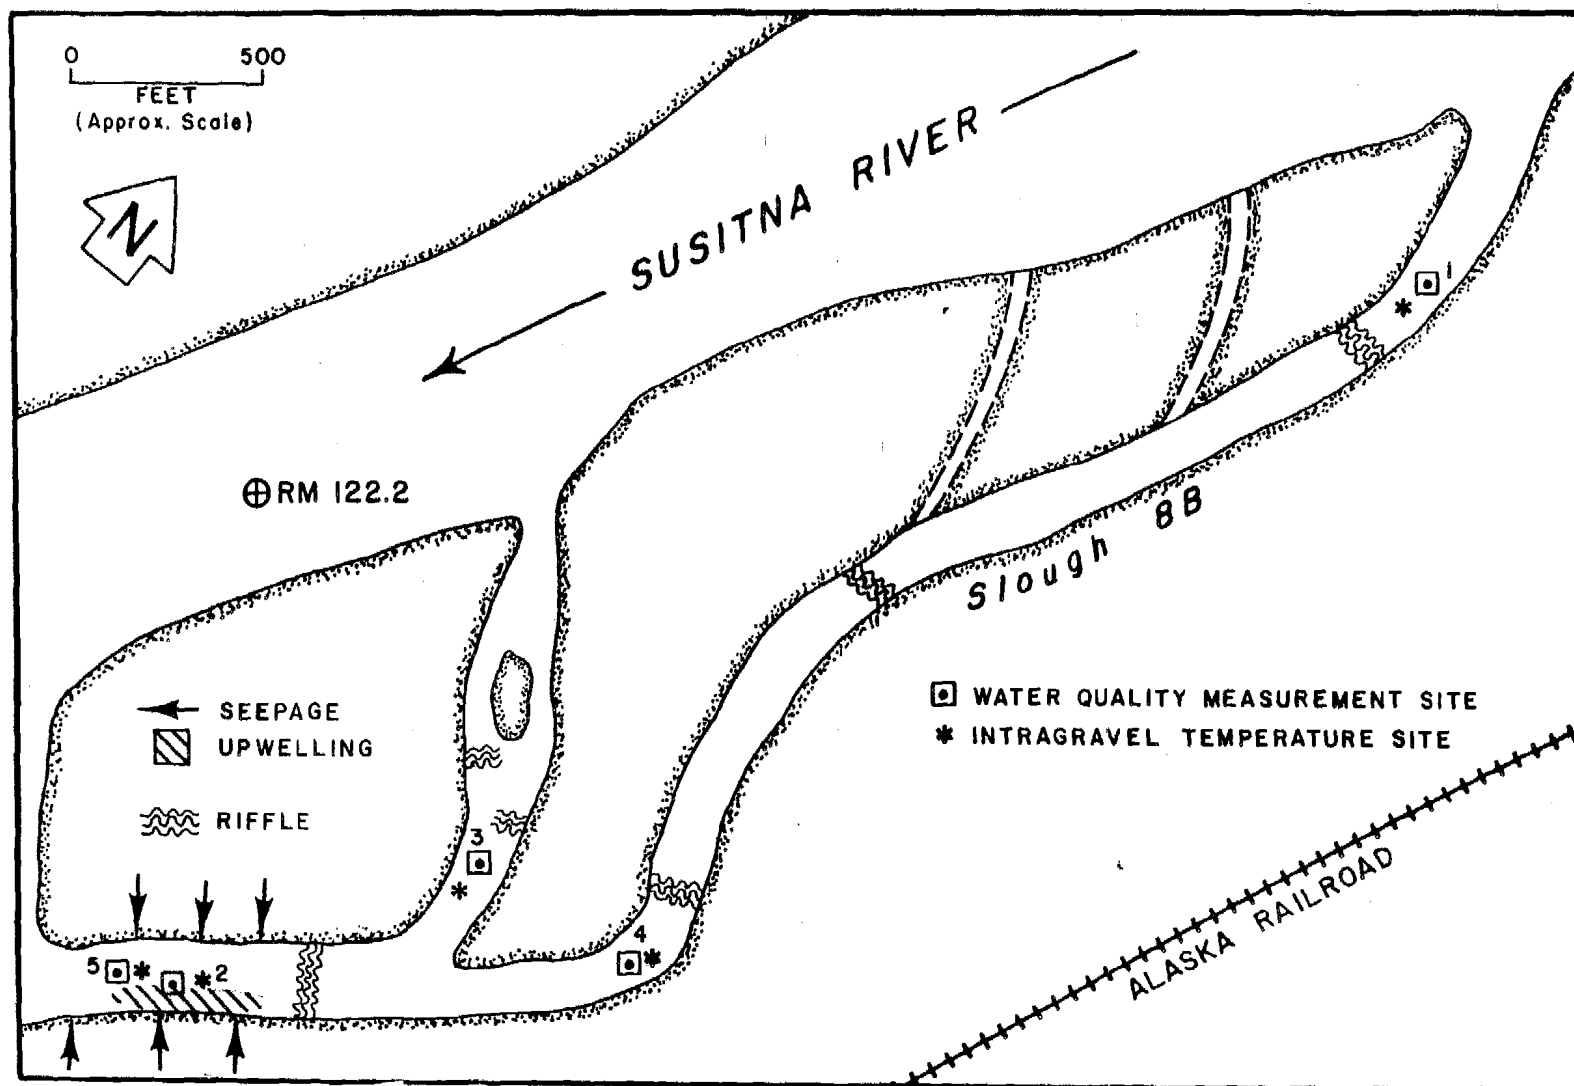 0 500
FEET
(Approx. Scale)
N
SUSITNA RIVER
1
⊕ RM 122.2
Slough 8B
SEEPAGE
UPWELLING
RIFFLE
WATER QUALITY MEASUREMENT SITE
* INTRAGRAVEL TEMPERATURE SITE
3
4
5
2
ALASKA RAILROAD